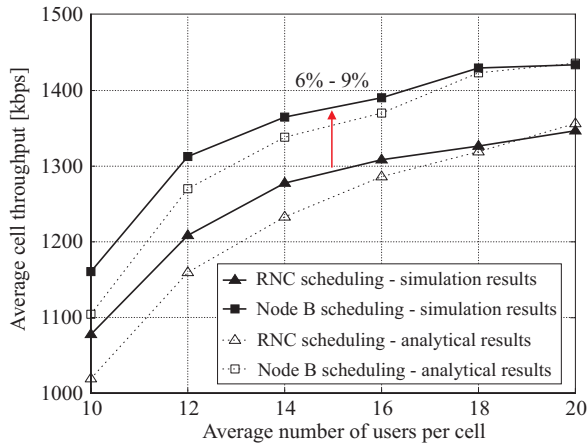 1500
1400
1300
1200
1100
1000
Average cell throughput [kbps]
6% - 9%
RNC scheduling - simulation results
Node B scheduling - simulation results
RNC scheduling - analytical results
Node B scheduling - analytical results
10 12 14 16 18 20
Average number of users per cell